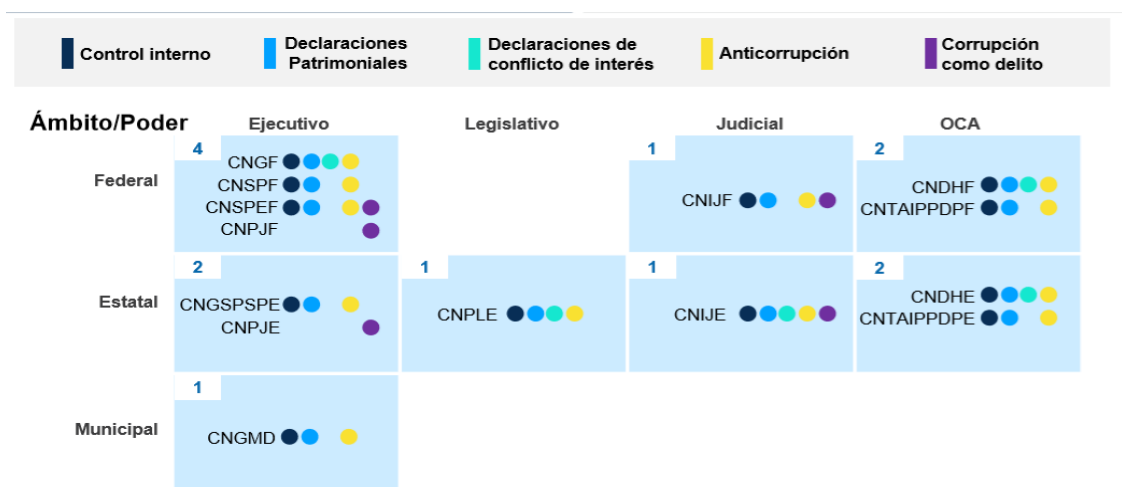 Control interno
Declaraciones
Patrimoniales
Declaraciones de
conflicto de interés
Anticorrupción
Corrupción
como delito
Ámbito/Poder
Ejecutivo
Legislativo
Judicial
OCA
Federal
4
CNGF
CNSPF
CNSPEF
CNPJF
1
CNIJF
2
CNDHF
CNTAIPPDPF
Estatal
2
CNGSPSPE
CNPJE
1
CNPLE
1
CNIJE
2
CNDHE
CNTAIPPDPE
Municipal
1
CNGMD